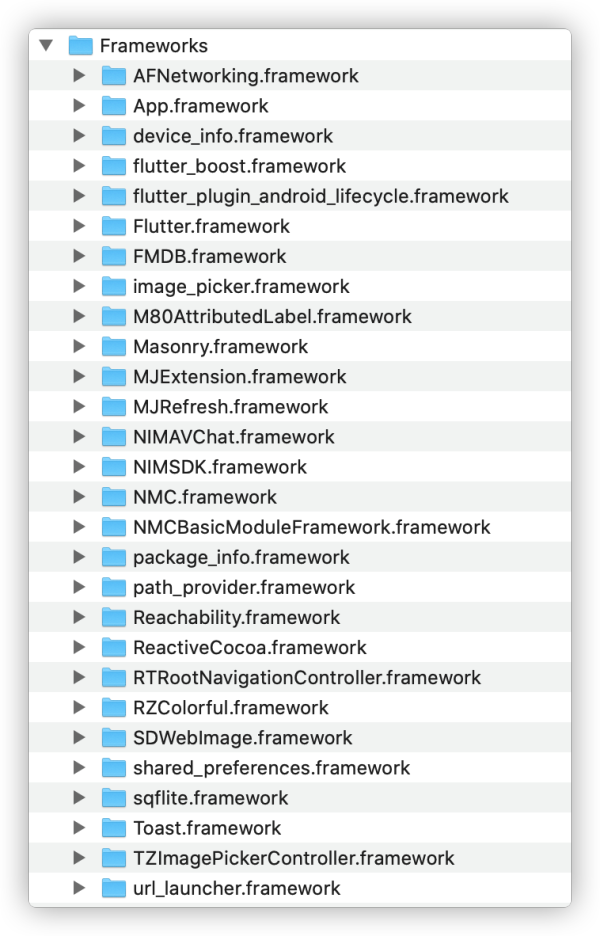 Frameworks
AFNetworking.framework
App.framework
device_info.framework
flutter_boost.framework
flutter_plugin_android_lifecycle.framework
Flutter.framework
FMDB.framework
image_picker.framework
M80AttributedLabel.framework
Masonry.framework
MJExtension.framework
MJRefresh.framework
NIMAVChat.framework
NIMSDK.framework
NMC.framework
NMCBasicModuleFramework.framework
package_info.framework
path_provider.framework
Reachability.framework
ReactiveCocoa.framework
RTRootNavigationController.framework
RZColorful.framework
SDWebImage.framework
shared_preferences.framework
sqflite.framework
Toast.framework
TZImagePickerController.framework
url_launcher.framework